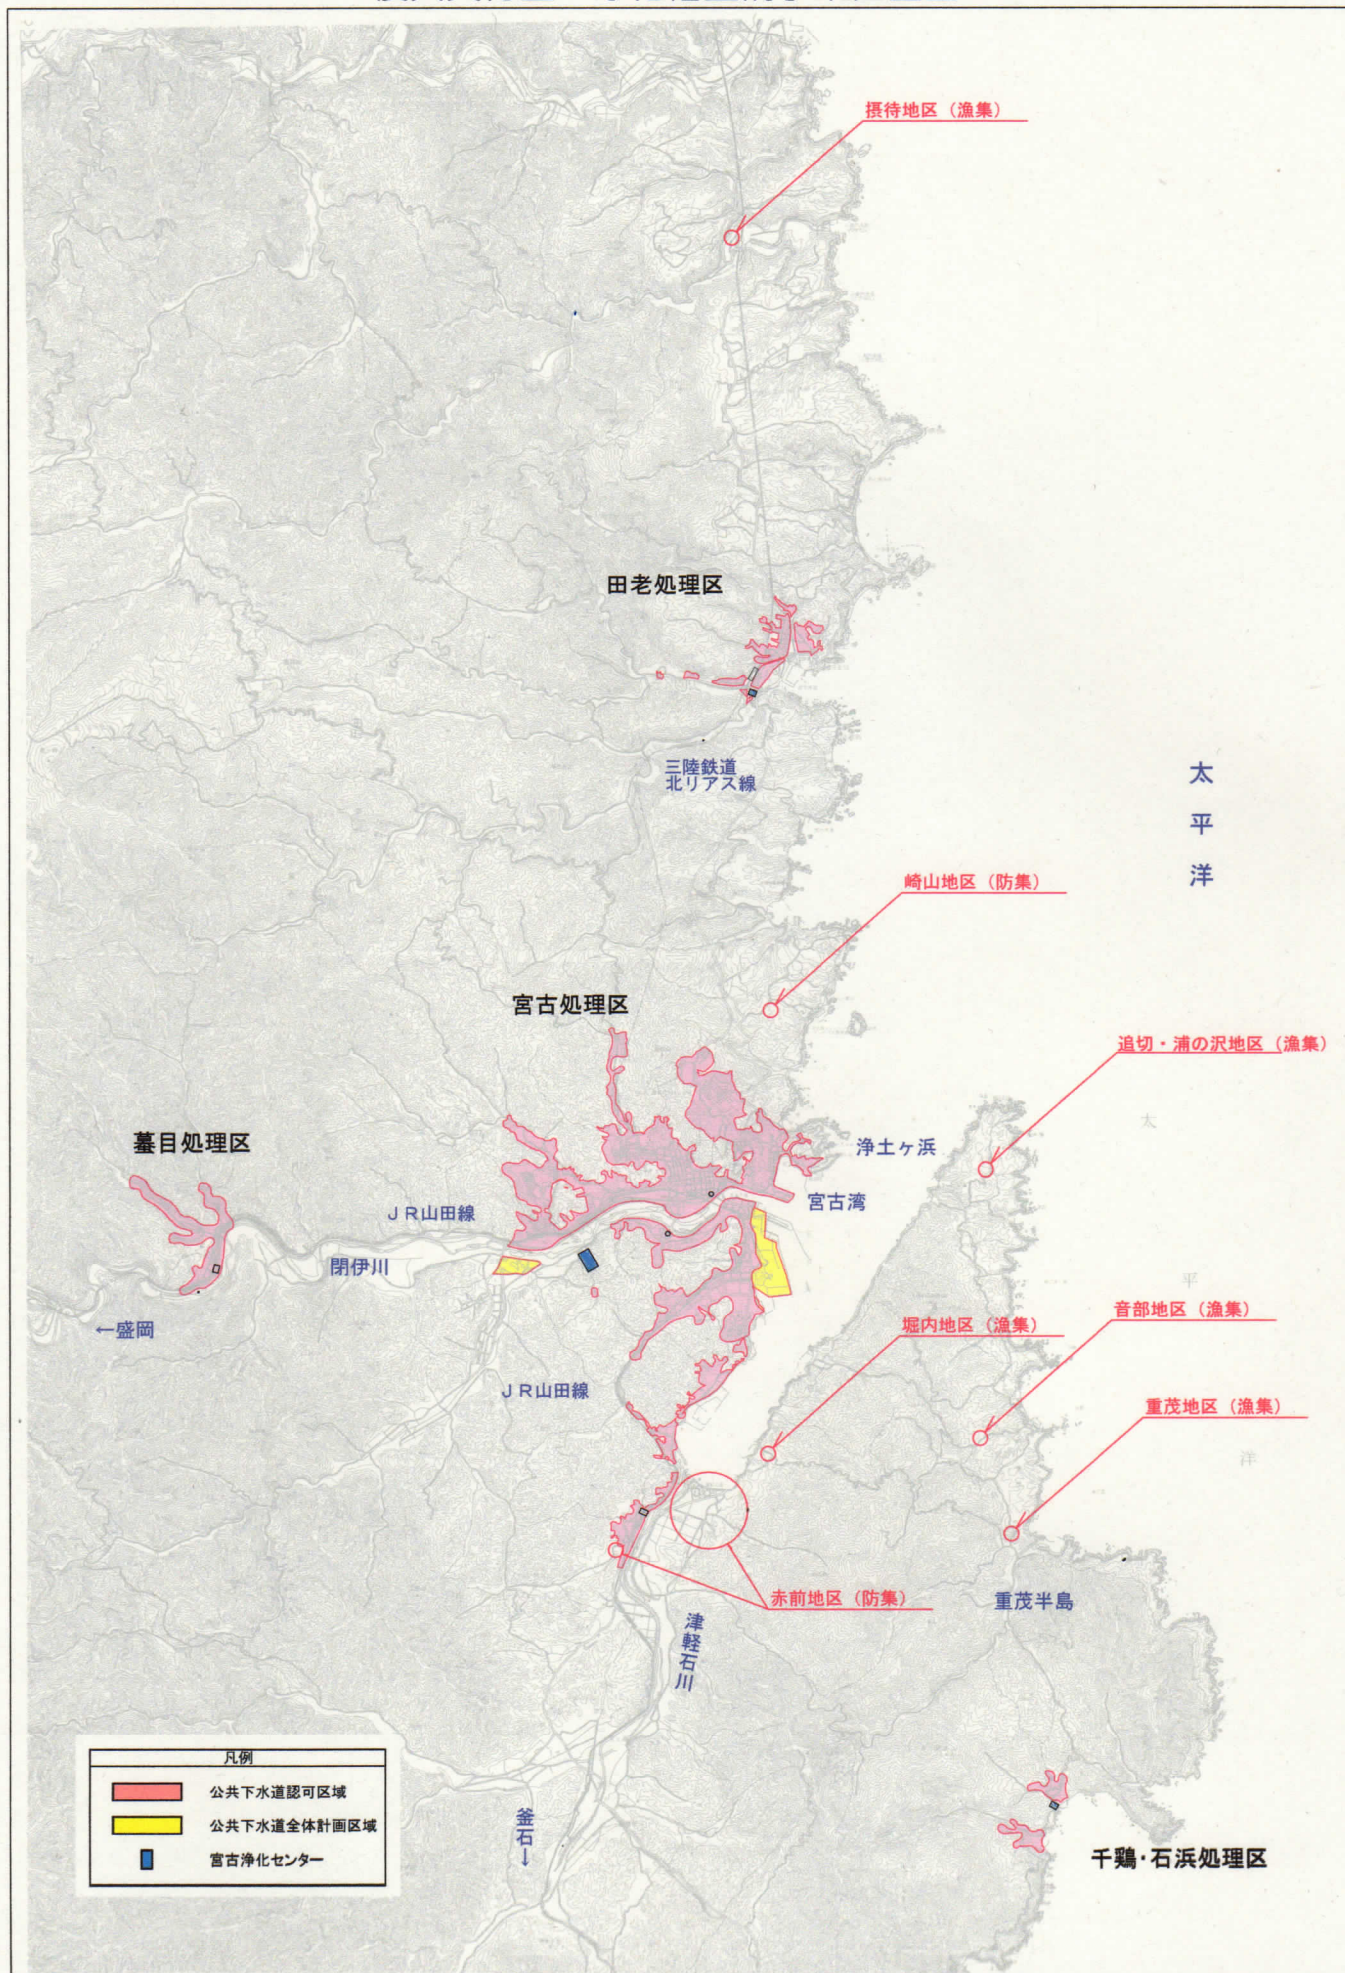 摂待地区（漁集）
田老処理区
三陸鉄道
北リアス線
太
平
洋
崎山地区（防集）
宮古処理区
追切・浦の沢地区（漁集）
太
平
洋
蟇目処理区
浄土ヶ浜
宮古湾
ＪＲ山田線
閉伊川
←盛岡
音部地区（漁集）
堀内地区（漁集）
ＪＲ山田線
重茂地区（漁集）
赤前地区（防集）
重茂半島
津軽石川
凡例
公共下水道認可区域
公共下水道全体計画区域
宮古浄化センター
釜石↓
千鶏・石浜処理区